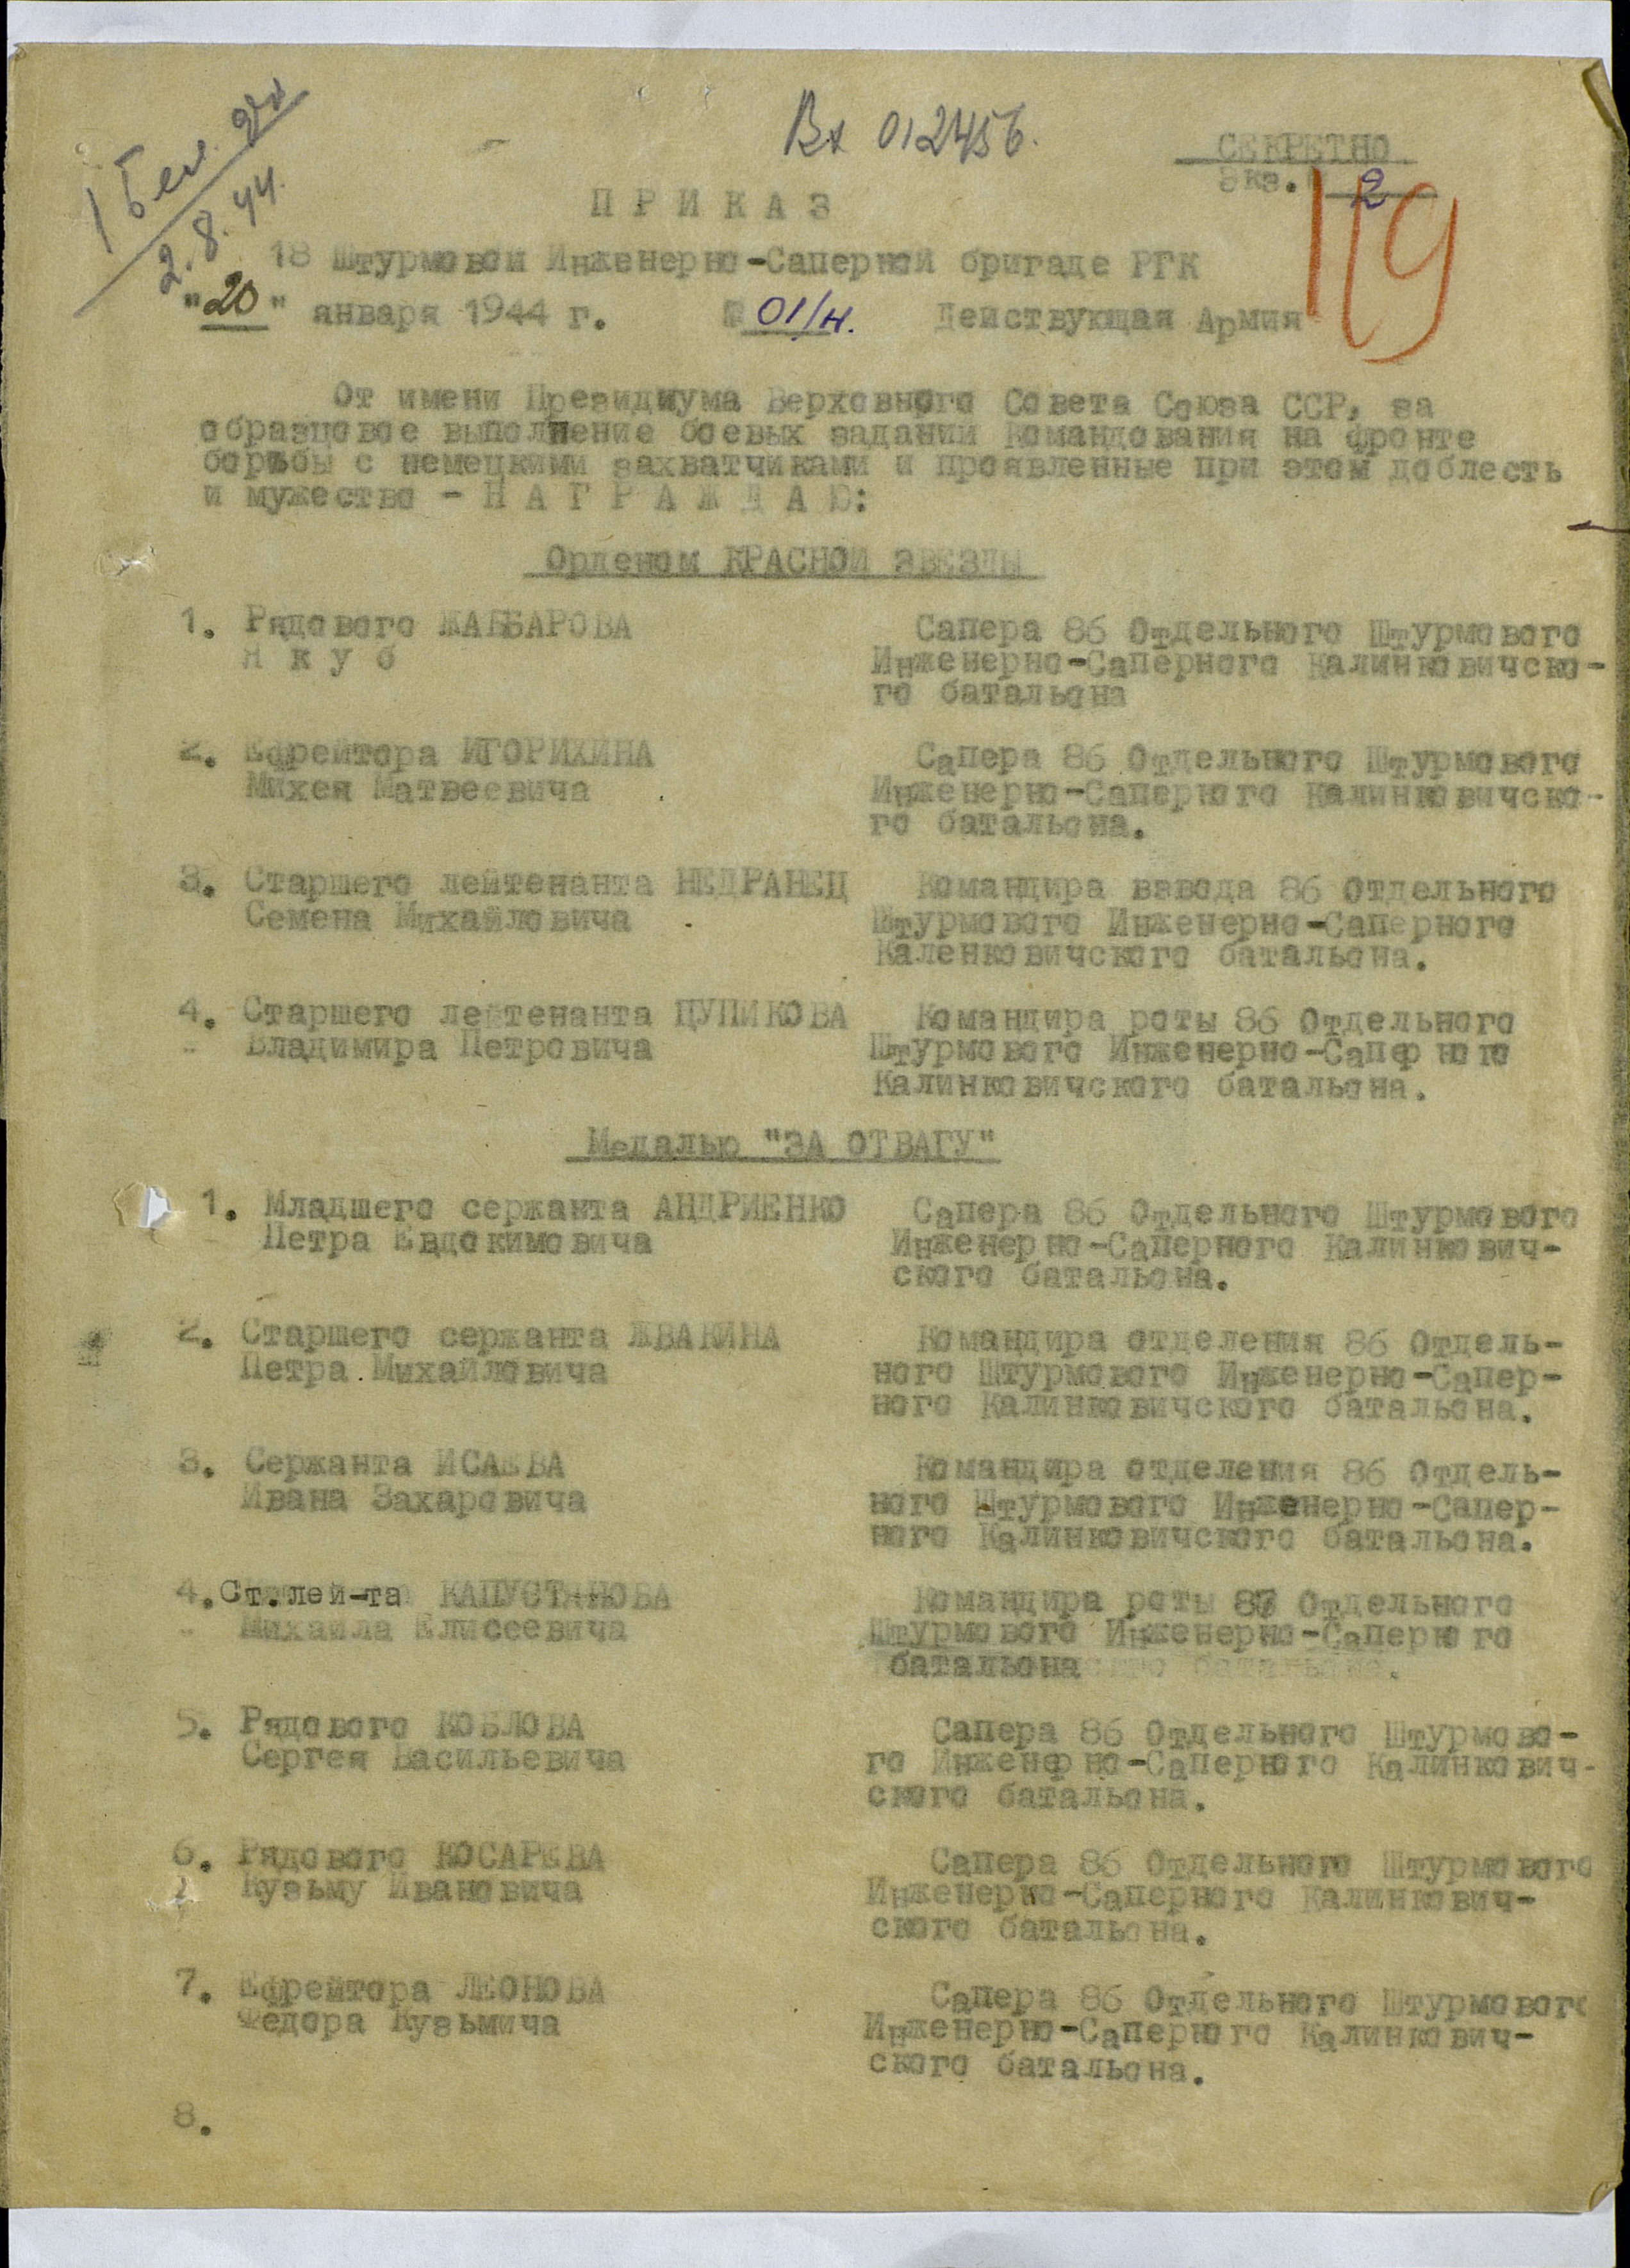 1 Бел.
2.8.44.
Вх 012456.
СЕКРЕТНО
Экз. 2
119
ПРИКАЗ
18 Штурмовой Инженерно-Саперной бригаде РГК
"20" января 1944 г. № 01/н. Действующая Армия
От имени Президиума Верховного Совета Союза ССР, за
образцовое выполнение боевых заданий Командования на фронте
борьбы с немецкими захватчиками и проявленные при этом доблесть
и мужество - НАГРАЖДАЮ:
Орденом КРАСНОЙ ЗВЕЗДЫ
1. Рядового ЖАББАРОВА Сапера 86 Отдельного Штурмового
Якуб Инженерно-Саперного Калинковичско-
го батальона
2. Ефрейтора ИГОРИХИНА Сапера 86 Отдельного Штурмового
Михея Матвеевича Инженерно-Саперного Калинковичско-
го батальона.
3. Старшего лейтенанта НЕДРАНЕЦ Командира взвода 86 Отдельного
Семена Михайловича Штурмового Инженерно-Саперного
Каленковичского батальона.
4. Старшего лейтенанта ЦУПИКОВА Командира роты 86 Отдельного
Владимира Петровича Штурмового Инженерно-Саперного
Калинковичского батальона.
Медалью "ЗА ОТВАГУ"
1. Младшего сержанта АНДРИЕНКО Сапера 86 Отдельного Штурмового
Петра Евдокимовича Инженерно-Саперного Калинкович-
ского батальона.
2. Старшего сержанта ЖВАКИНА Командира отделения 86 Отдель-
Петра Михайловича ного Штурмового Инженерно-Сапер-
ного Калинковичского батальона.
3. Сержанта ИСАЕВА Командира отделения 86 Отдель-
Ивана Захаровича ного Штурмового Инженерно-Сапер-
ного Калинковичского батальона.
4. Ст.лей-та КАПУСТЯНОВА Командира роты 87 Отдельного
Михаила Елисеевича Штурмового Инженерно-Саперного
батальона
5. Рядового КОБЛОВА Сапера 86 Отдельного Штурмово-
Сергея Васильевича го Инженерно-Саперного Калинкович-
ского батальона.
6. Рядового КОСАРЕВА Сапера 86 Отдельного Штурмового
Кузьму Ивановича Инженерно-Саперного Калинкович-
ского батальона.
7. Ефрейтора ЛЕОНОВА Сапера 86 Отдельного Штурмового
Федора Кузьмича Инженерно-Саперного Калинкович-
ского батальона.
8.